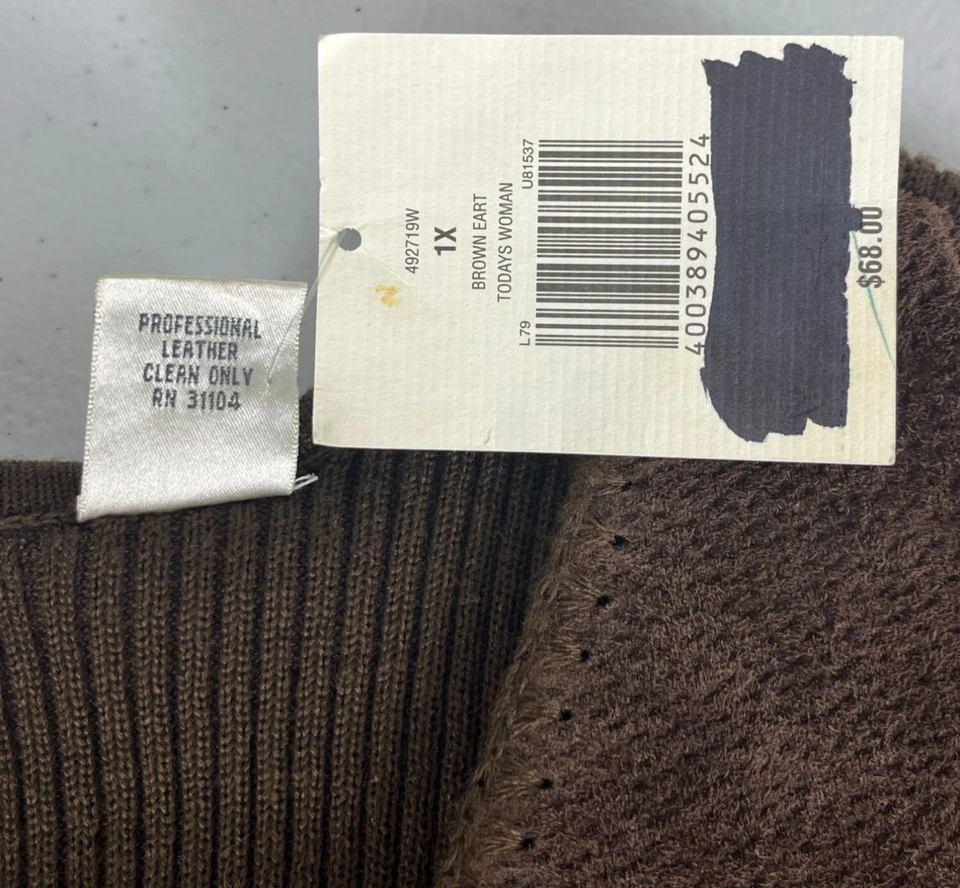 PROFESSIONAL
LEATHER
CLEAN ONLY
RN 31104
492719W
1X
BROWN EART
TODAYS WOMAN
L79 U81537
400389405524
$68.00